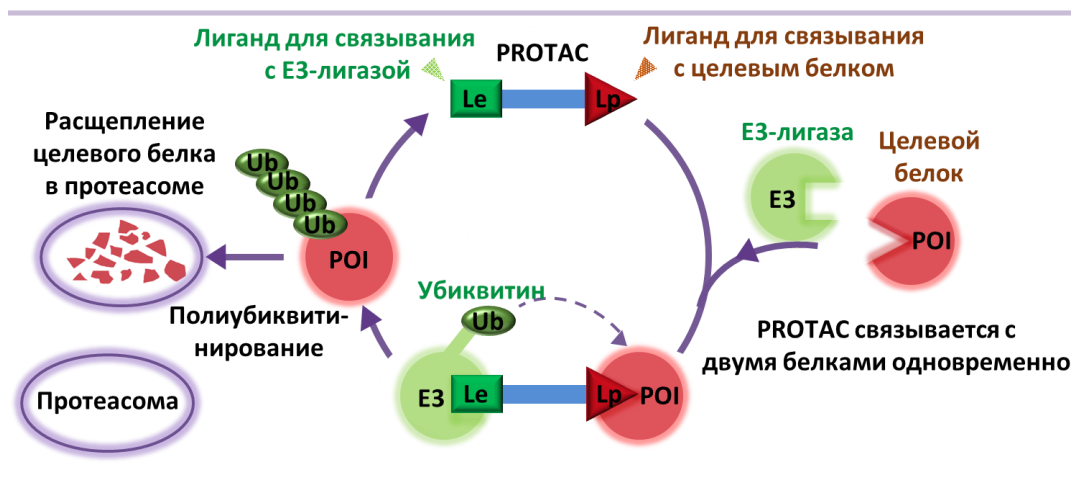 Лиганд для связывания
с Е3-лигазой
PROTAC
Лиганд для связывания
с целевым белком
Le
Lp
Расщепление
целевого белка
в протеасоме
Ub
Ub
Ub
Ub
POI
Е3-лигаза
Целевой
белок
E3
POI
Полиубиквити-
нирование
Убиквитин
Ub
PROTAC связывается с
двумя белками одновременно
Протеасома
E3
Le
Lp
POI